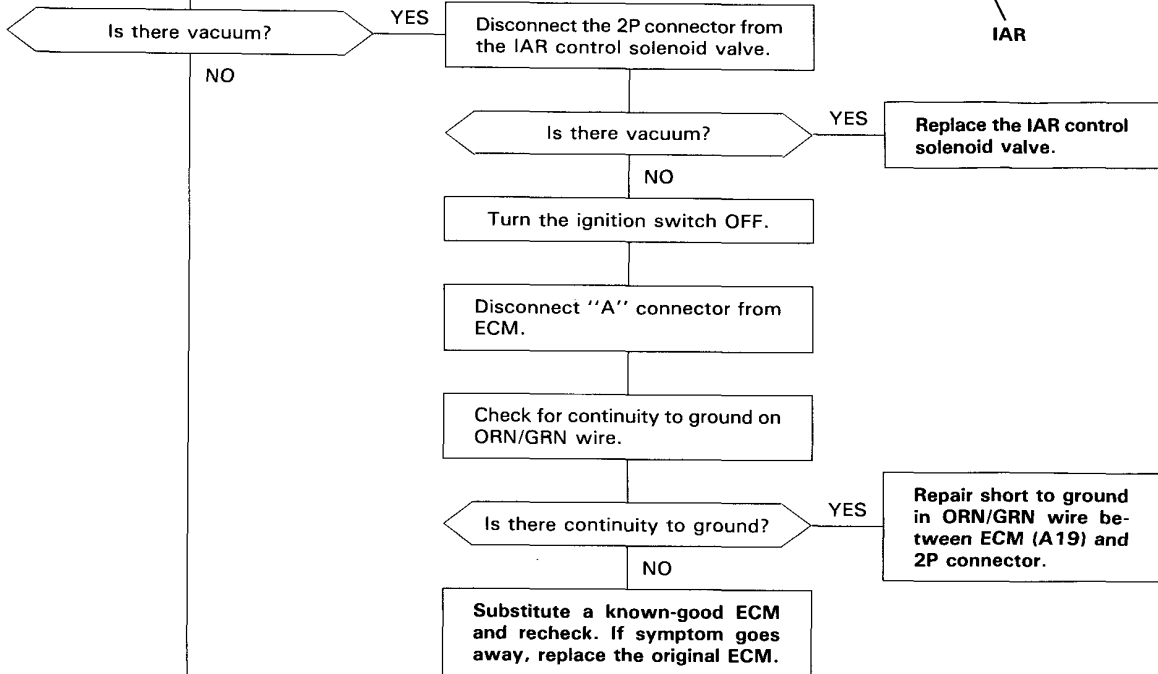 Is there vacuum?
YES
Disconnect the 2P connector from
the IAR control solenoid valve.
IAR
NO
Is there vacuum?
YES
Replace the IAR control
solenoid valve.
NO
Turn the ignition switch OFF.
Disconnect ''A'' connector from
ECM.
Check for continuity to ground on
ORN/GRN wire.
Is there continuity to ground?
YES
Repair short to ground
in ORN/GRN wire be-
tween ECM (A19) and
2P connector.
NO
Substitute a known-good ECM
and recheck. If symptom goes
away, replace the original ECM.